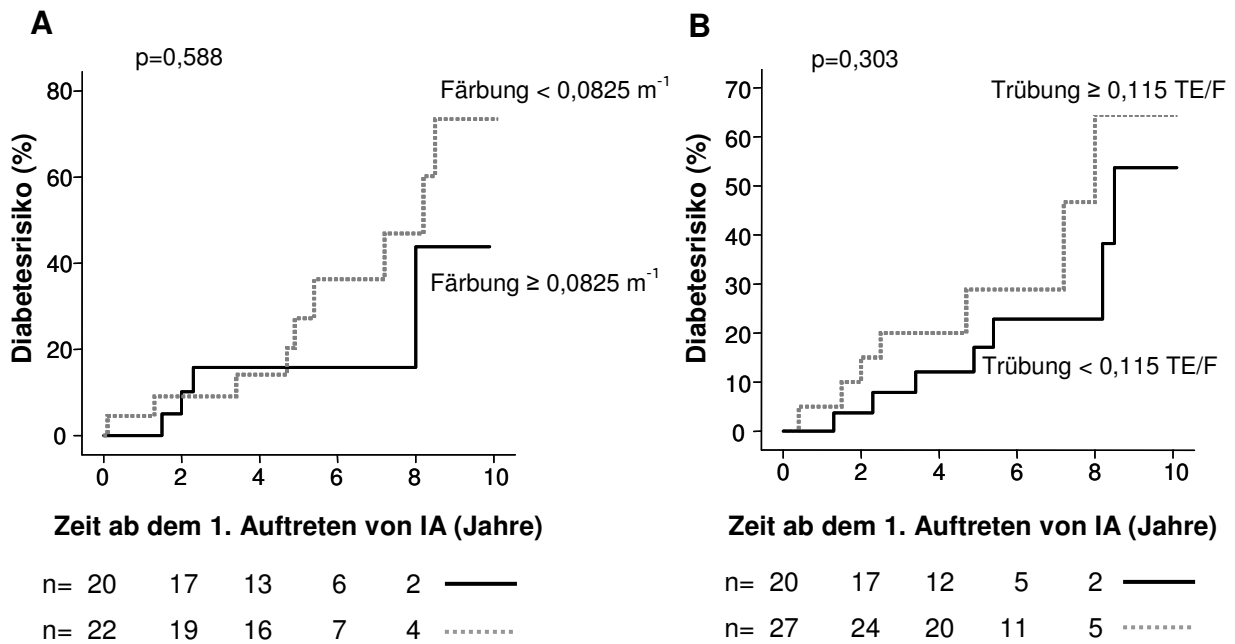 A
p=0,588
Färbung < 0,0825 m-1
Färbung ≥ 0,0825 m-1
Diabetesrisiko (%)
80
60
40
20
0
0 2 4 6 8 10
Zeit ab dem 1. Auftreten von IA (Jahre)
n= 20 17 13 6 2
n= 22 19 16 7 4
B
p=0,303
Trübung ≥ 0,115 TE/F
Trübung < 0,115 TE/F
Diabetesrisiko (%)
70
60
50
40
30
20
10
0
0 2 4 6 8 10
Zeit ab dem 1. Auftreten von IA (Jahre)
n= 20 17 12 5 2
n= 27 24 20 11 5